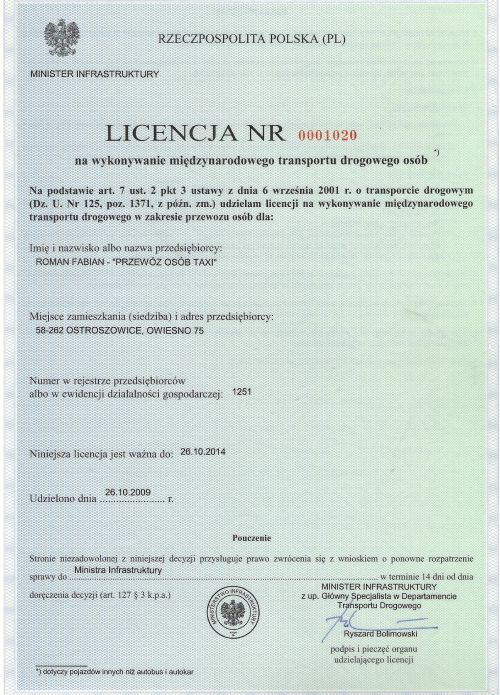 RZECZPOSPOLITA POLSKA (PL)
MINISTER INFRASTRUKTURY
LICENCJA NR 0001020
na wykonywanie międzynarodowego transportu drogowego osób *)
Na podstawie art. 7 ust. 2 pkt 3 ustawy z dnia 6 września 2001 r. o transporcie drogowym
(Dz. U. Nr 125, poz. 1371, z późn. zm.) udzielam licencji na wykonywanie międzynarodowego
transportu drogowego w zakresie przewozu osób dla:
Imię i nazwisko albo nazwa przedsiębiorcy:
ROMAN FABIAN - "PRZEWÓZ OSÓB TAXI"
Miejsce zamieszkania (siedziba) i adres przedsiębiorcy:
58-262 OSTROSZOWICE, OWIESNO 75
Numer w rejestrze przedsiębiorców
albo w ewidencji działalności gospodarczej: 1251
Niniejsza licencja jest ważna do: 26.10.2014
Udzielono dnia 26.10.2009 r.
Pouczenie
Stronie niezadowolonej z niniejszej decyzji przysługuje prawo zwrócenia się z wnioskiem o ponowne rozpatrzenie
sprawy do Ministra Infrastruktury w terminie 14 dni od dnia
doręczenia decyzji (art. 127 § 3 k.p.a.)
MINISTER INFRASTRUKTURY
z up. Główny Specjalista w Departamencie
Transportu Drogowego
MINISTERSTWO INFRASTRUKTURY
Ryszard Bolimowski
podpis i pieczęć organu
udzielającego licencji
*) dotyczy pojazdów innych niż autobus i autokar